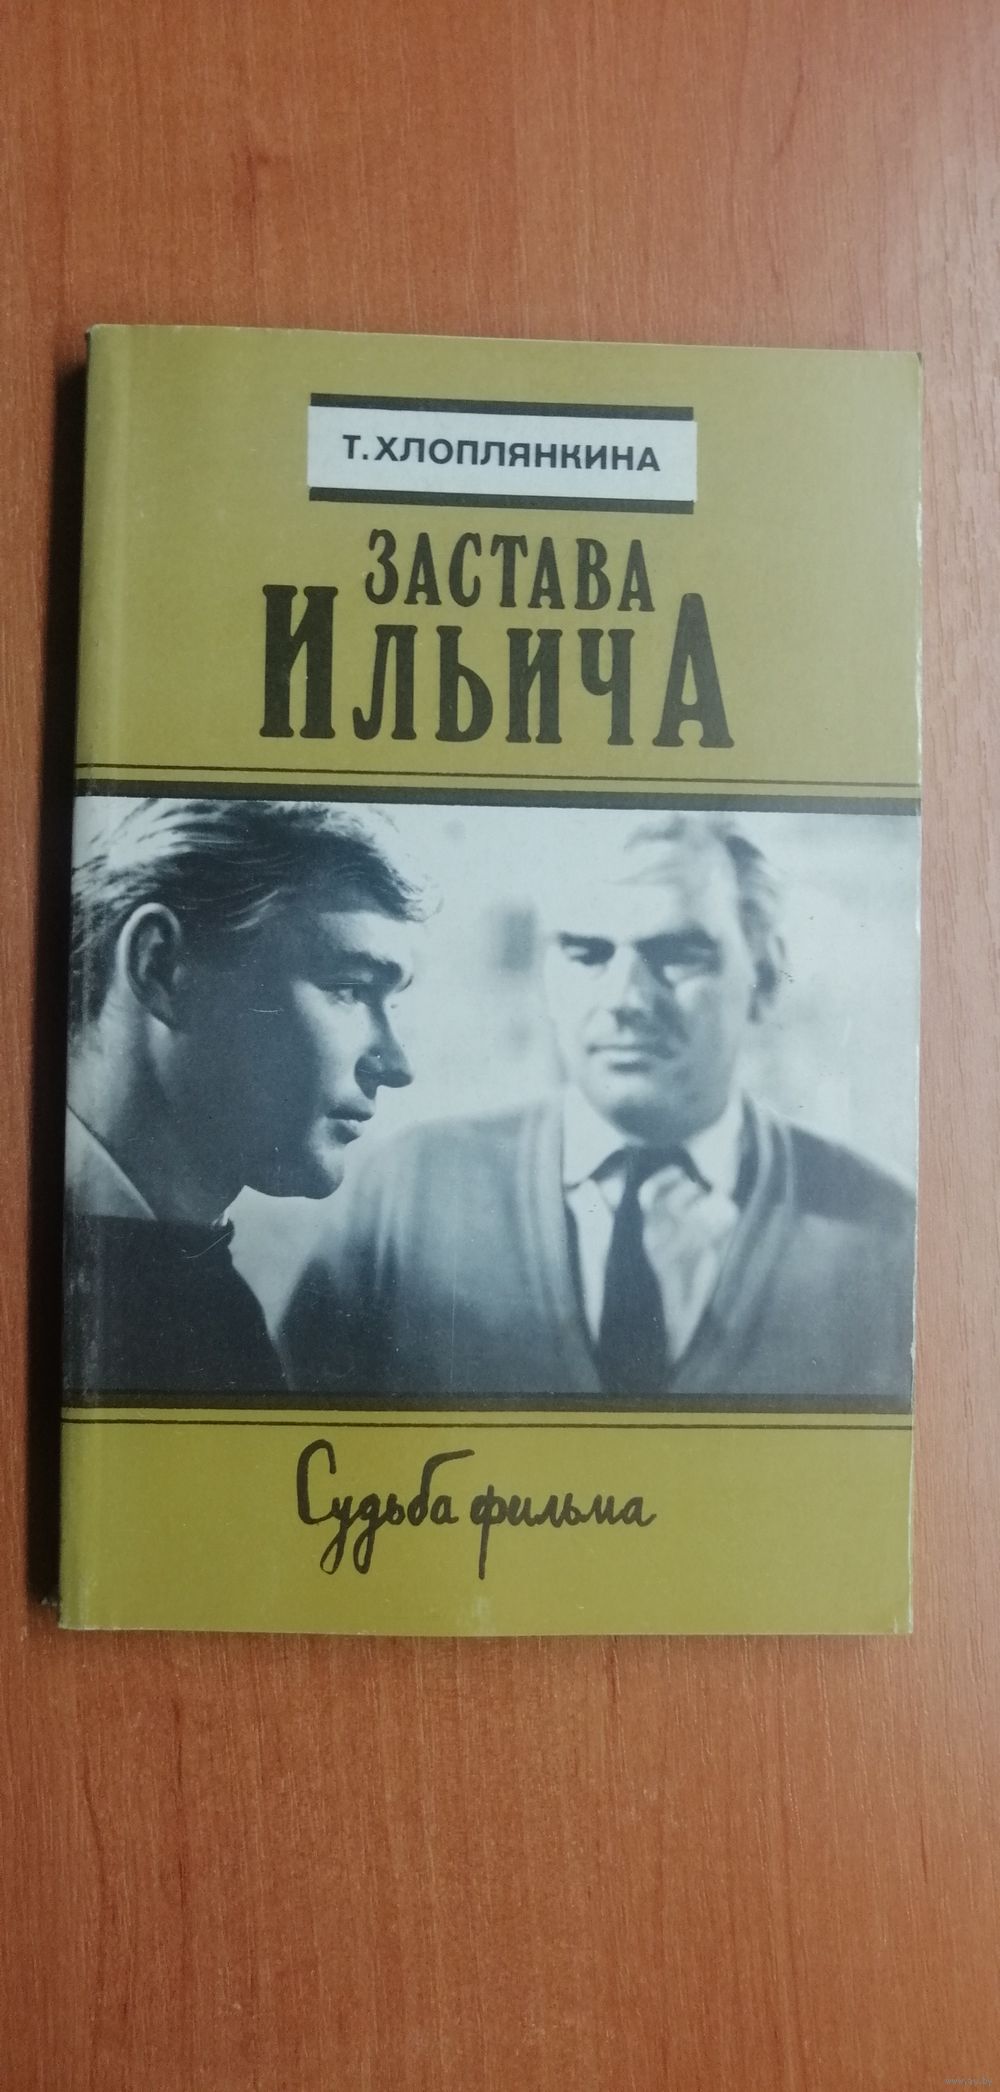 Т. ХЛОПЛЯНКИНА
ЗАСТАВА
ИЛЬИЧА
Судьба фильма